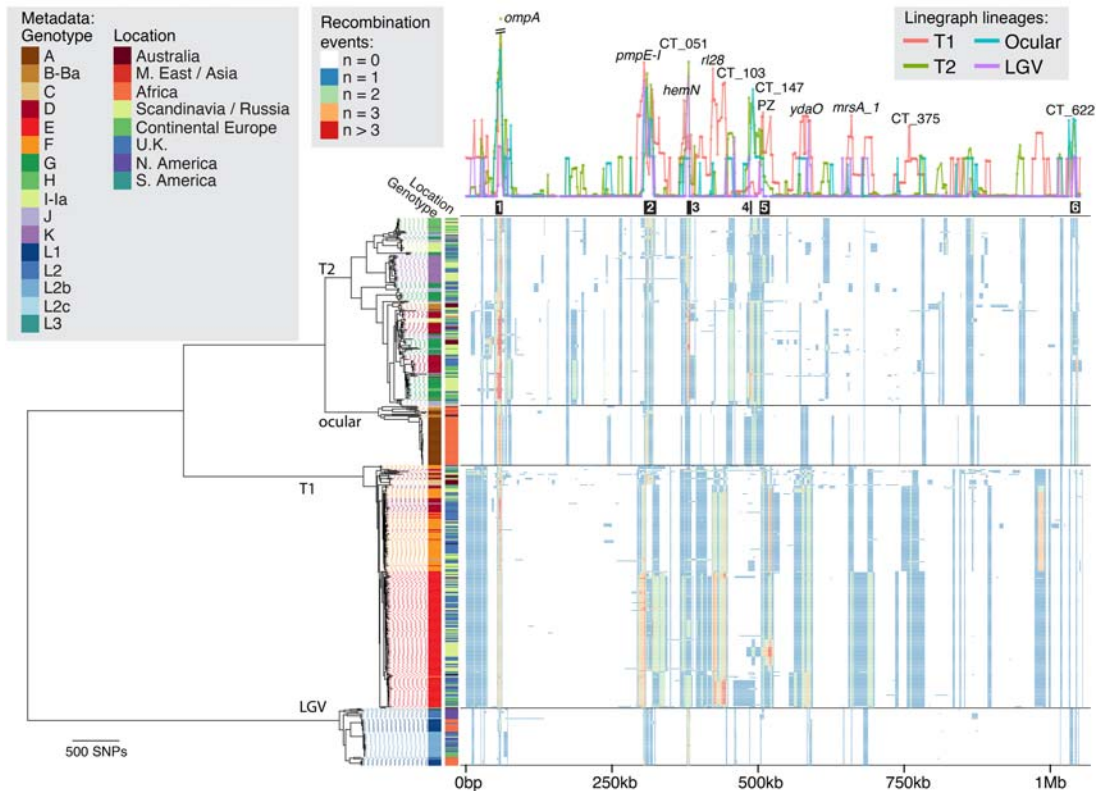 Metadata:
Genotype
A
B-Ba
C
D
E
F
G
H
I-Ia
J
K
L1
L2
L2b
L2c
L3
Location
Australia
M. East / Asia
Africa
Scandinavia / Russia
Continental Europe
U.K.
N. America
S. America
Recombination
events:
n = 0
n = 1
n = 2
n = 3
n > 3
Linegraph lineages:
T1
T2
Ocular
LGV
ompA
pmpE-I
CT_051
hemN
rl28
CT_103
CT_147
PZ
ydaO
mrsA_1
CT_375
CT_622
1
2
3
4
5
6
Location
Genotype
T2
ocular
T1
LGV
500 SNPs
0bp
250kb
500kb
750kb
1Mb